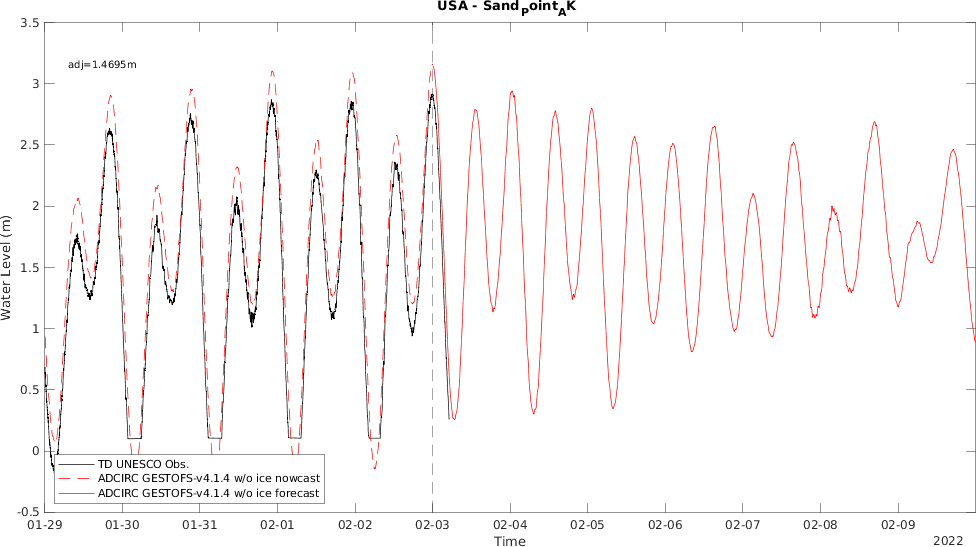 USA - Sand_Point_AK
3.5
adj=1.4695m
3
2.5
2
1.5
1
0.5
0
-0.5
Water Level (m)
TD UNESCO Obs.
ADCIRC GESTOFS-v4.1.4 w/o ice nowcast
ADCIRC GESTOFS-v4.1.4 w/o ice forecast
01-29 01-30 01-31 02-01 02-02 02-03 02-04 02-05 02-06 02-07 02-08 02-09
Time
2022